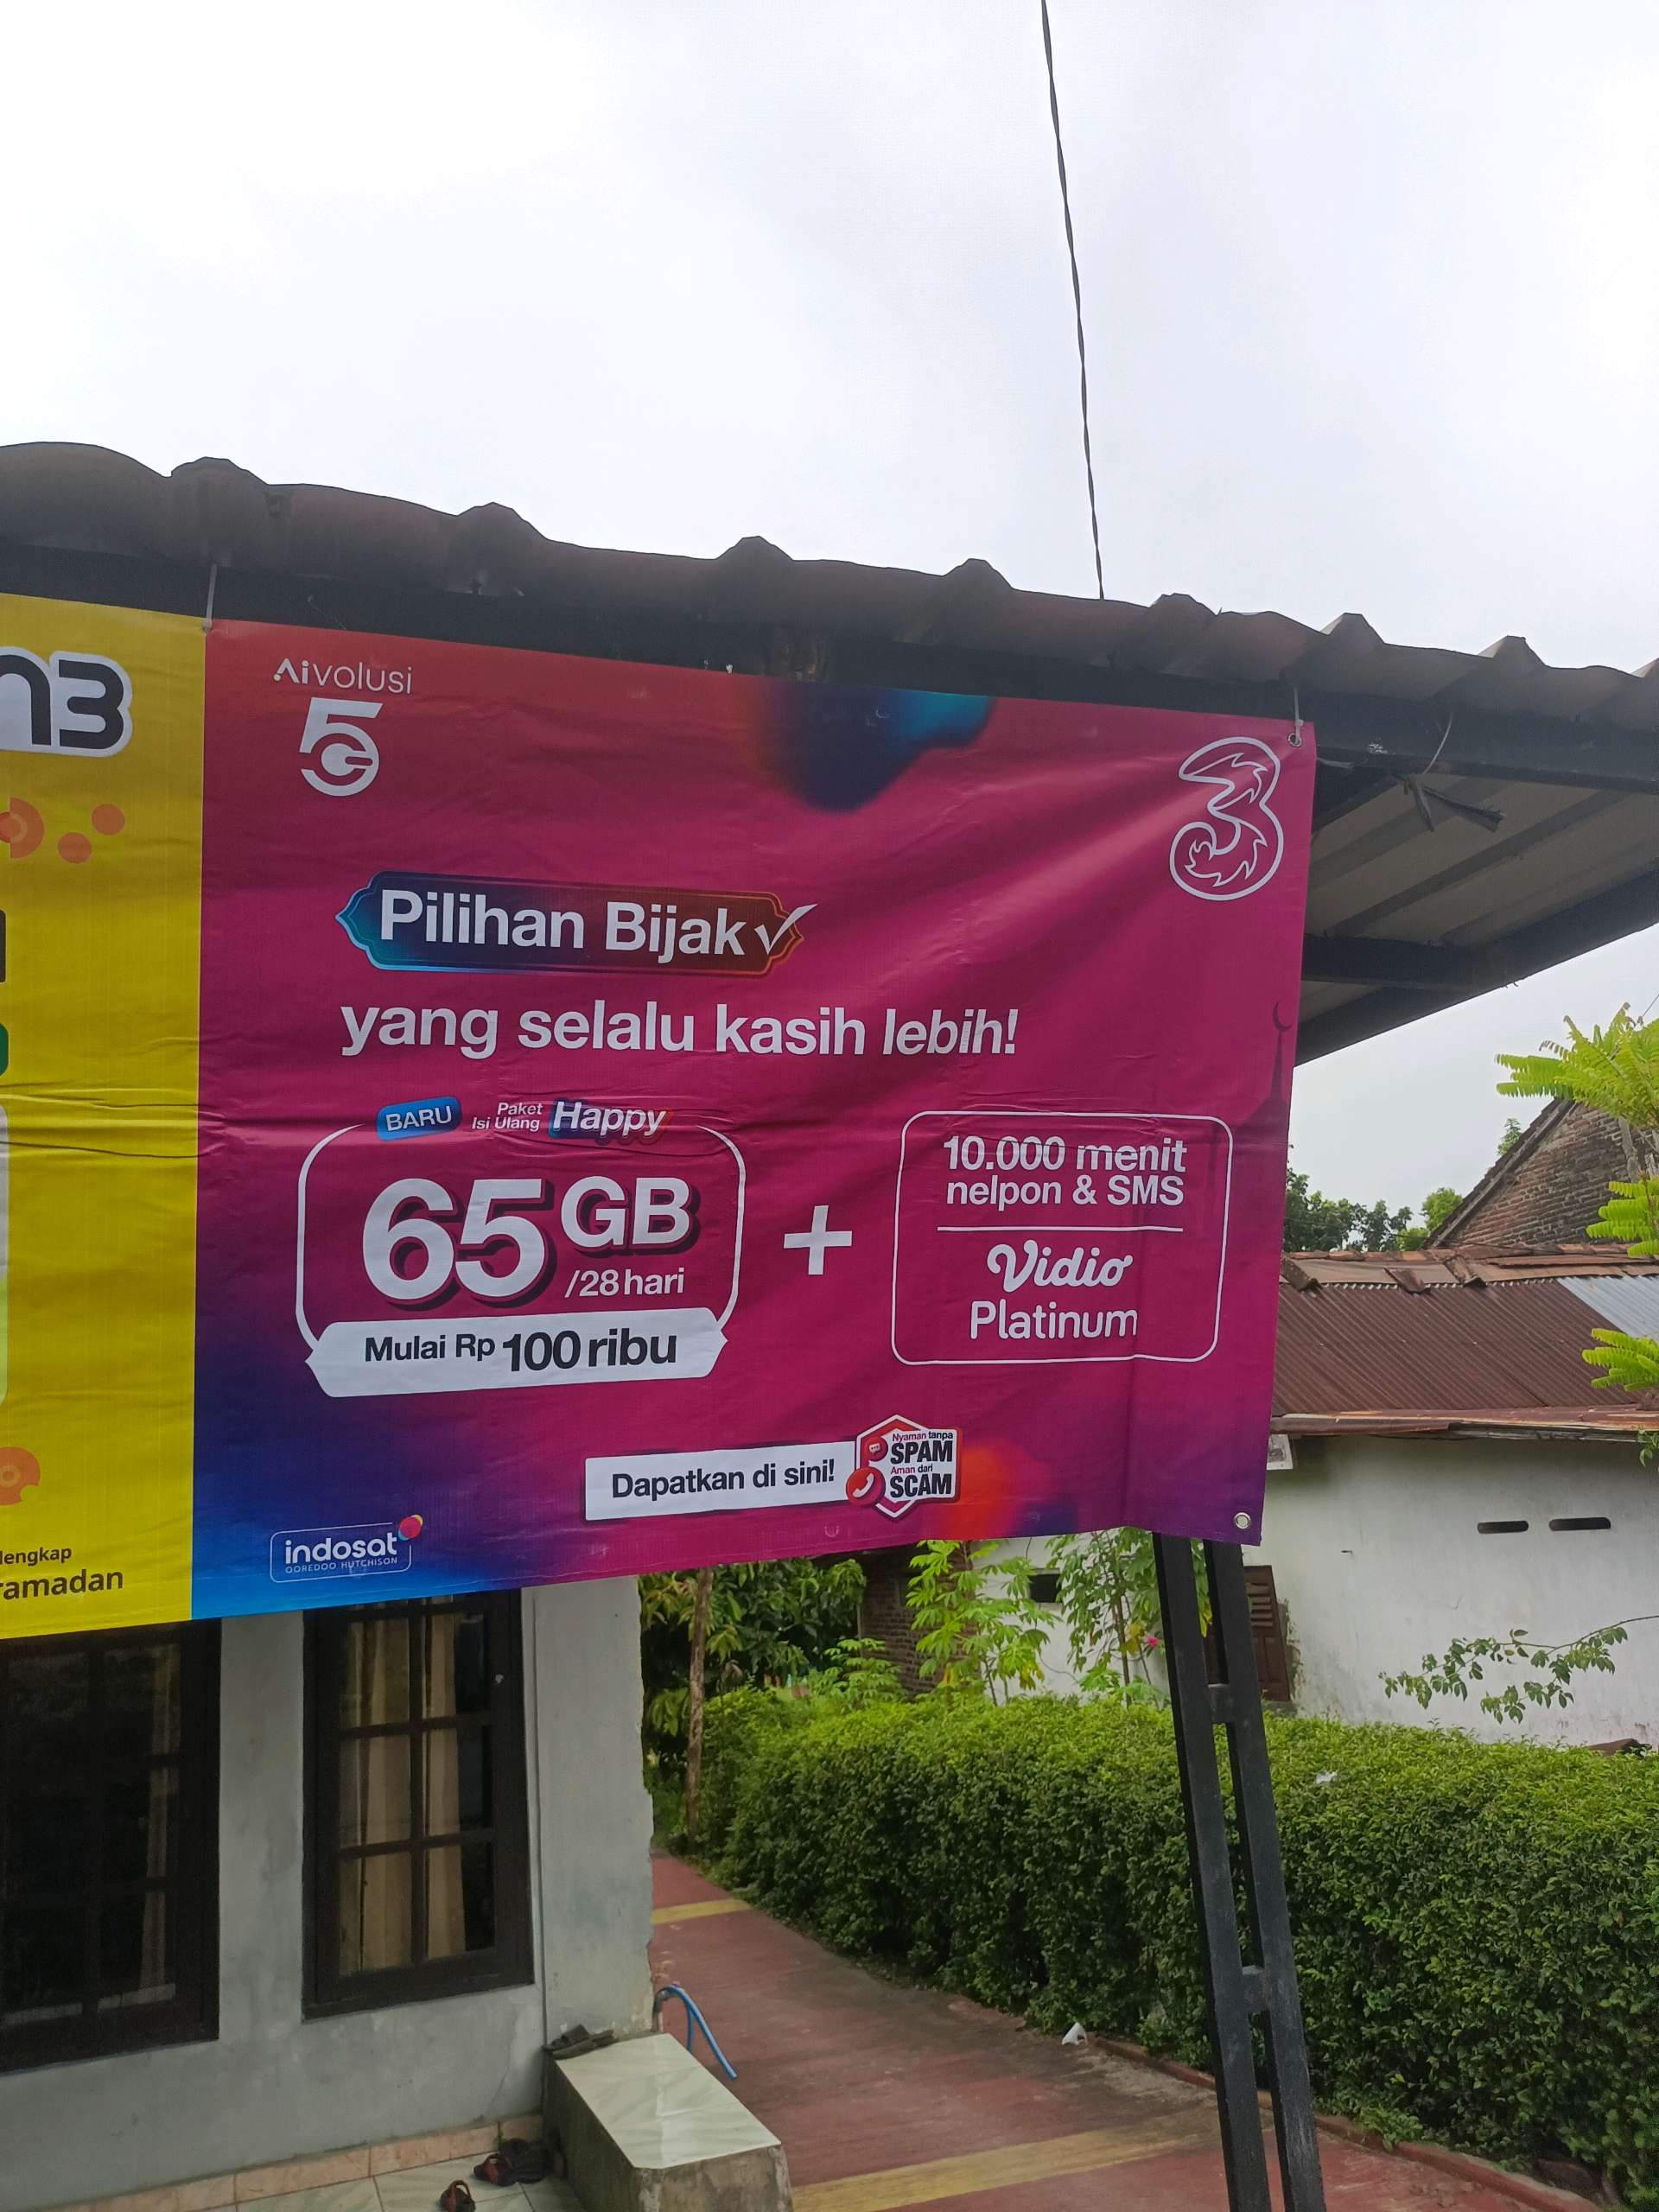 Aivolusi
5G
3
Pilihan Bijak
yang selalu kasih lebih!
BARU Paket Isi Ulang Happy
65 GB
/28 hari
Mulai Rp 100 ribu
+
10.000 menit
nelpon & SMS
Vidio
Platinum
Dapatkan di sini!
Nyaman tanpa
SPAM
Aman dari
SCAM
indosat
OOREDOO HUTCHISON
lengkap
ramadan